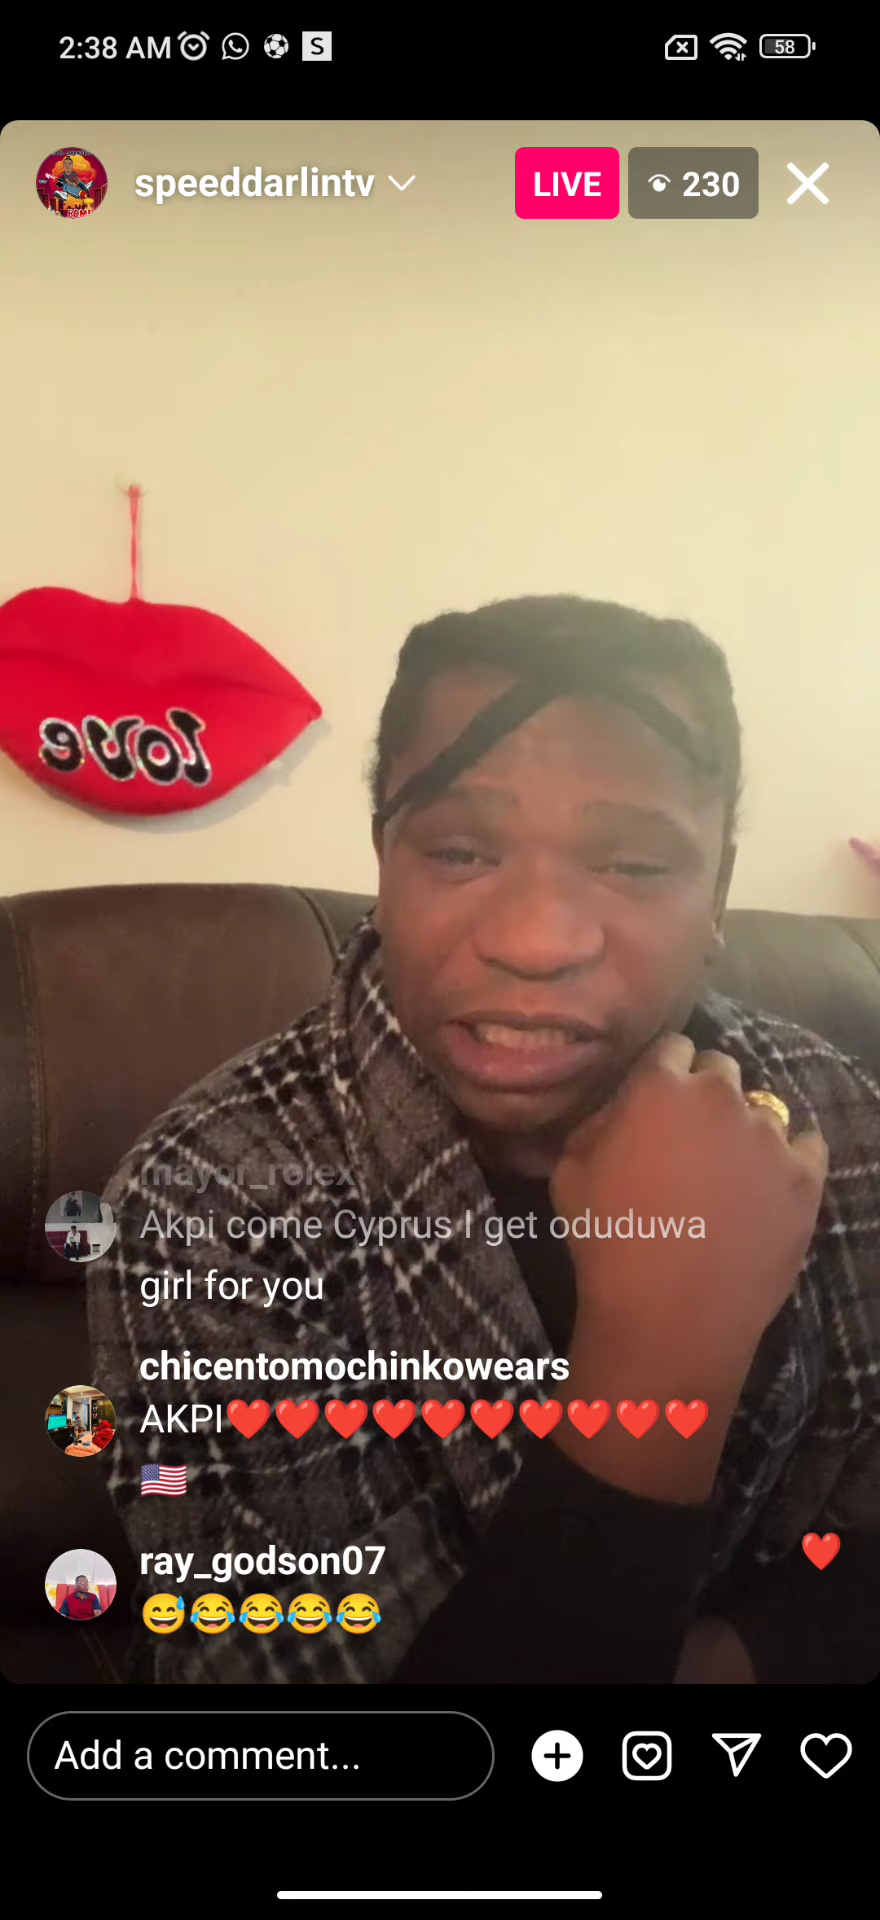 2:38 AM
S
58
speeddarlintv
LIVE
230
love
mayor_rolex
Akpi come Cyprus I get oduduwa
girl for you
chicentomochinkowears
AKPI❤️❤️❤️❤️❤️❤️❤️❤️❤️❤️
🇺🇸
ray_godson07
😅😂😂😂😂
Add a comment...